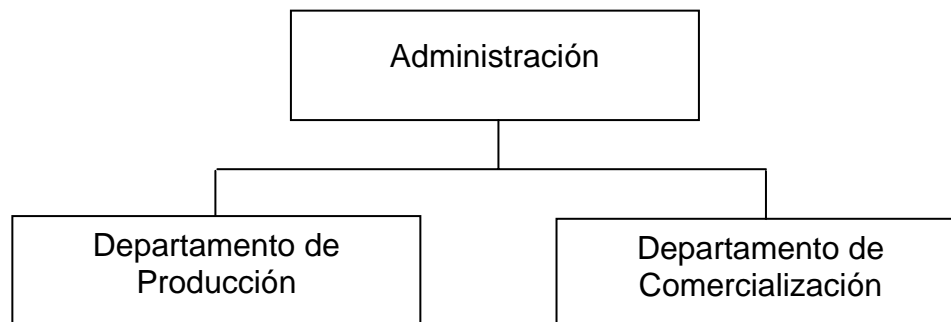 Administración
Departamento de
Producción
Departamento de
Comercialización